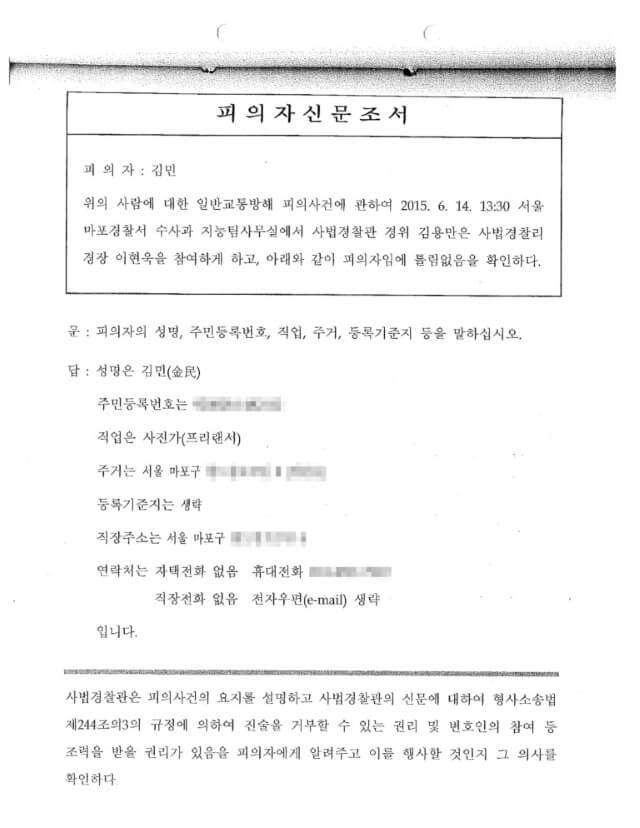 피 의 자 신 문 조 서
피 의 자 : 김민
위의 사람에 대한 일반교통방해 피의사건에 관하여 2015. 6. 14. 13:30 서울
마포경찰서 수사과 지능팀사무실에서 사법경찰관 경위 김용만은 사법경찰리
경장 이현욱을 참여하게 하고, 아래와 같이 피의자임에 틀림없음을 확인하다.
문 : 피의자의 성명, 주민등록번호, 직업, 주거, 등록기준지 등을 말하십시오.
답 : 성명은 김민(金民)
주민등록번호는
직업은 사진가(프리랜서)
주거는 서울 마포구
등록기준지는 생략
직장주소는 서울 마포구
연락처는 자택전화 없음 휴대전화
직장전화 없음 전자우편(e-mail) 생략
입니다.
사법경찰관은 피의사건의 요지를 설명하고 사법경찰관의 신문에 대하여 형사소송법
제244조의3의 규정에 의하여 진술을 거부할 수 있는 권리 및 변호인의 참여 등
조력을 받을 권리가 있음을 피의자에게 알려주고 이를 행사할 것인지 그 의사를
확인하다.